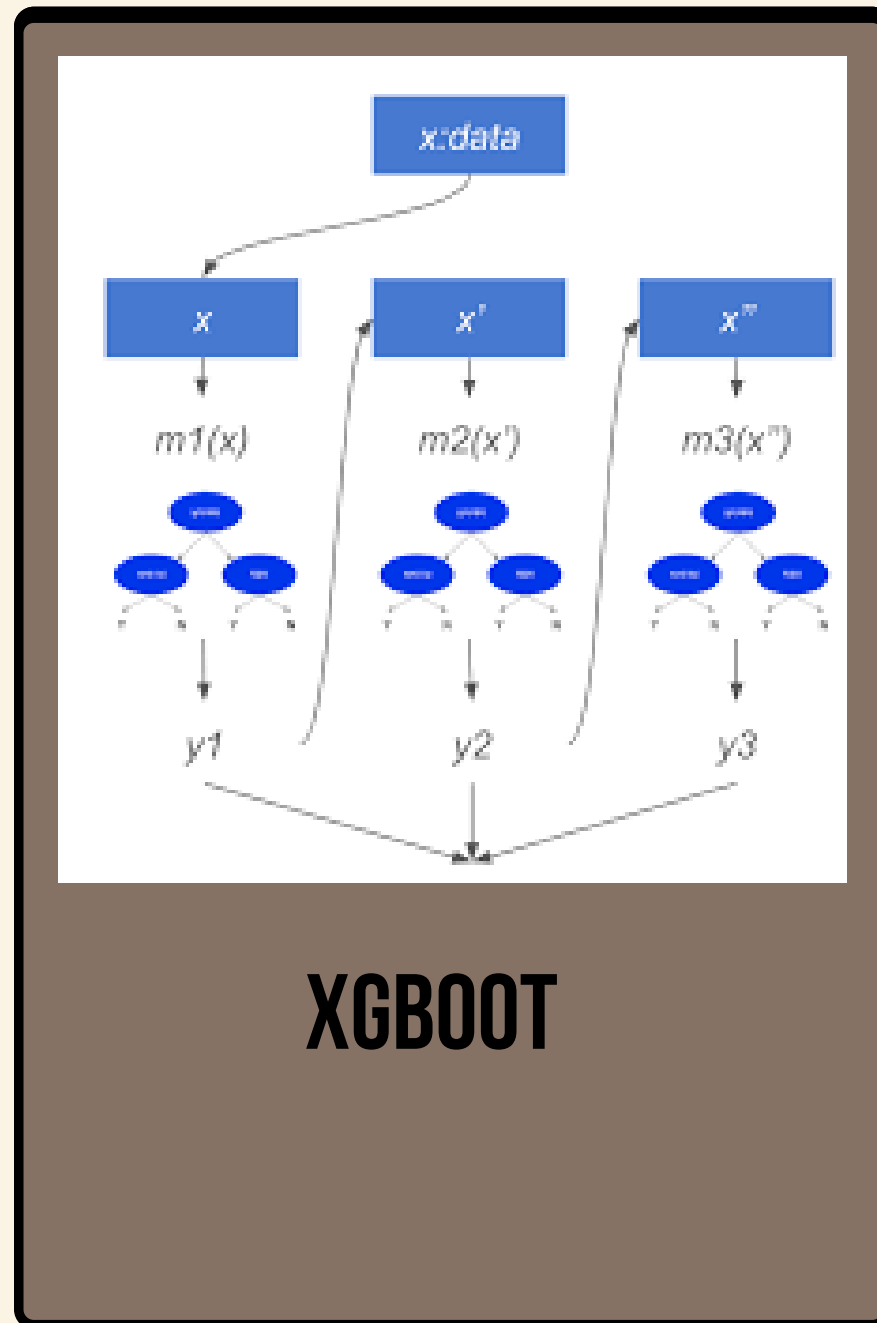 x:data
x x' x"
m1(x) m2(x') m3(x")
Y N Y N Y N Y N Y N Y N
y1 y2 y3
XGBOOT